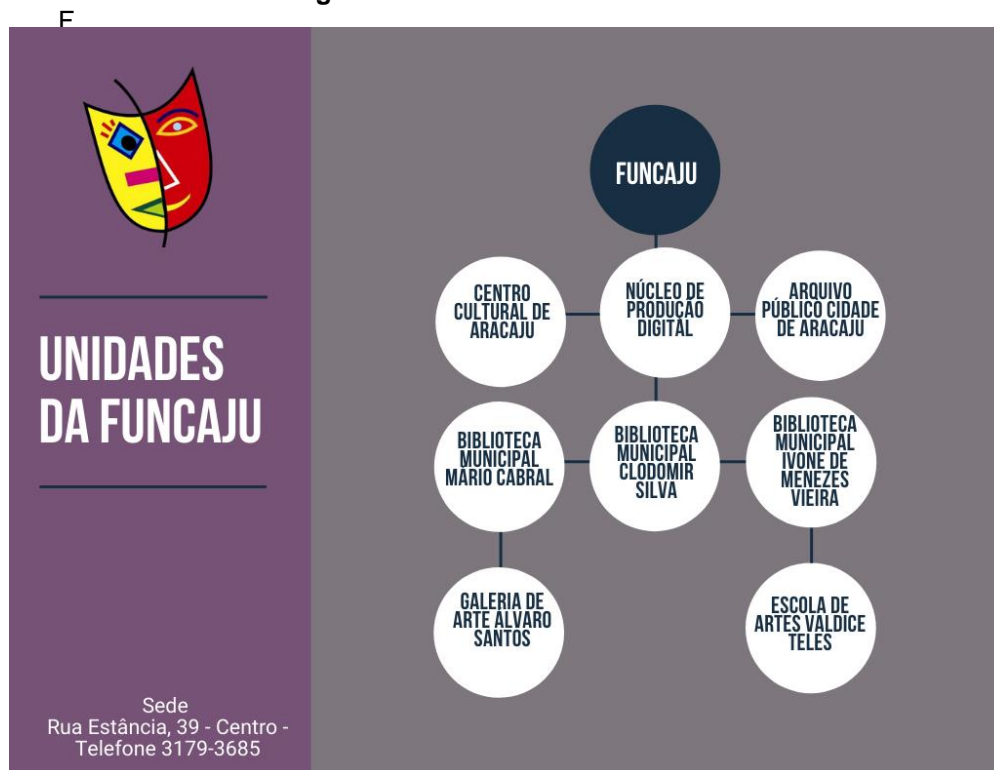 F
UNIDADES
DA FUNCAJU
Sede
Rua Estância, 39 - Centro -
Telefone 3179-3685
FUNCAJU
CENTRO
CULTURAL DE
ARACAJU
NÚCLEO DE
PRODUÇÃO
DIGITAL
ARQUIVO
PÚBLICO CIDADE
DE ARACAJU
BIBLIOTECA
MUNICIPAL
MÁRIO CABRAL
BIBLIOTECA
MUNICIPAL
CLODOMIR
SILVA
BIBLIOTECA
MUNICIPAL
IVONE DE
MENEZES
VIEIRA
GALERIA DE
ARTE ÁLVARO
SANTOS
ESCOLA DE
ARTES VALDICE
TELES